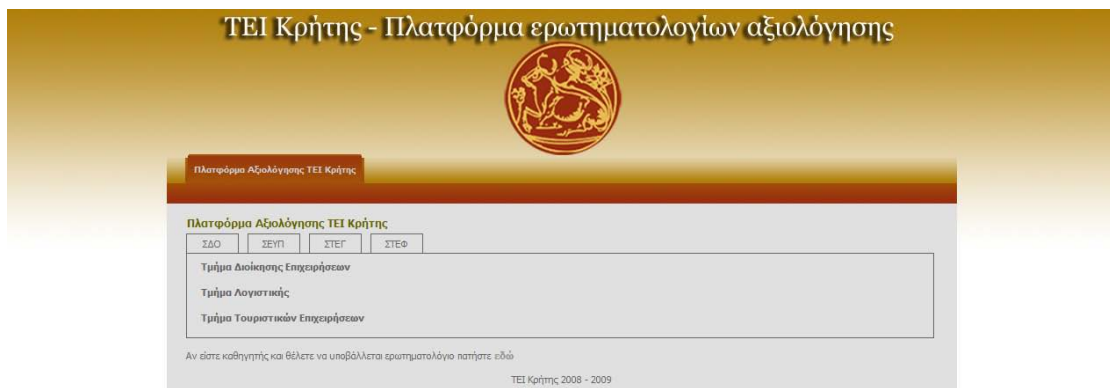 ΤΕΙ Κρήτης - Πλατφόρμα ερωτηματολογίων αξιολόγησης
Πλατφόρμα Αξιολόγησης ΤΕΙ Κρήτης
Πλατφόρμα Αξιολόγησης ΤΕΙ Κρήτης
ΣΔΟ ΣΕΥΠ ΣΤΕΓ ΣΤΕΦ
Τμήμα Διοίκησης Επιχειρήσεων
Τμήμα Λογιστικής
Τμήμα Τουριστικών Επιχειρήσεων
Αν είστε καθηγητής και θέλετε να υποβάλλεται ερωτηματολόγιο πατήστε εδώ
ΤΕΙ Κρήτης 2008 - 2009